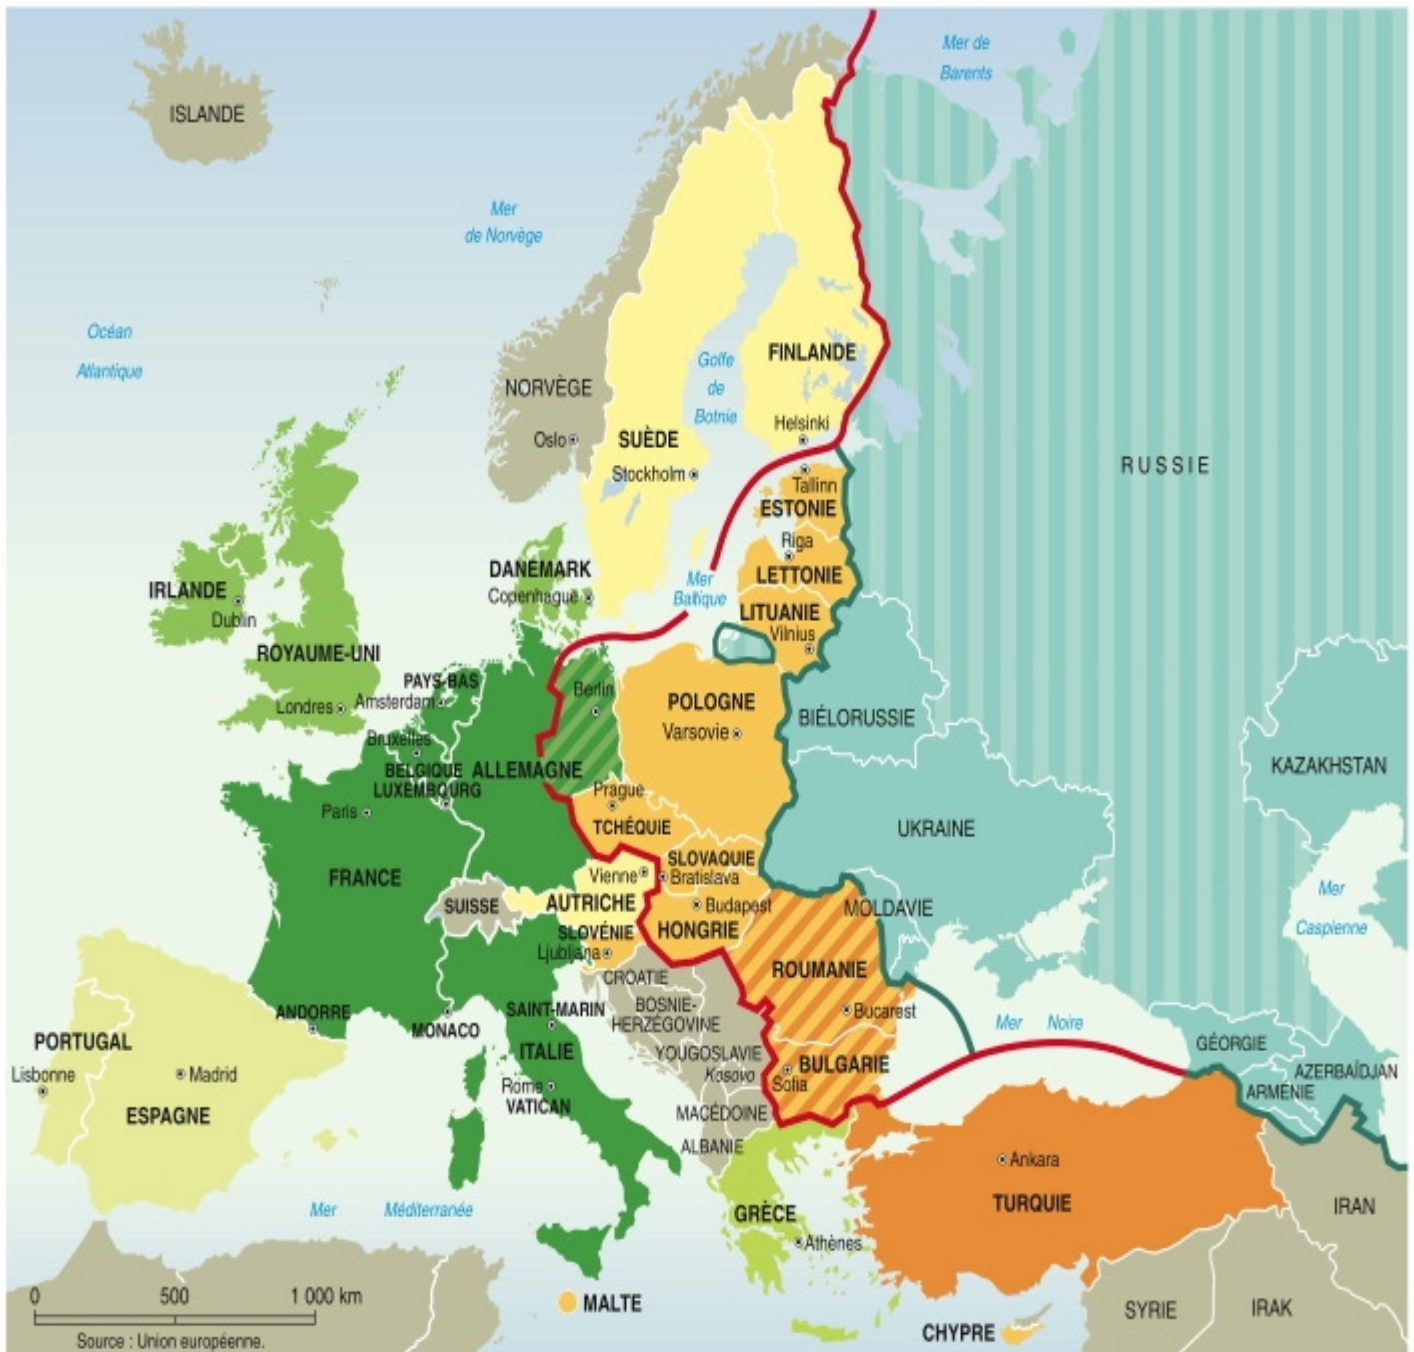 Mer de
Barents
ISLANDE
Mer
de Norvège
Océan
Atlantique
FINLANDE
Golfe
de
Botnie
NORVÈGE
Helsinki
Oslo
SUÈDE
Stockholm
RUSSIE
Tallinn
ESTONIE
Riga
LETTONIE
DANEMARK
Copenhague
Mer
Baltique
IRLANDE
Dublin
LITUANIE
Vilnius
ROYAUME-UNI
Londres
PAYS-BAS
Amsterdam
Berlin
POLOGNE
Varsovie
BIÉLORUSSIE
Bruxelles
BELGIQUE
LUXEMBOURG
ALLEMAGNE
KAZAKHSTAN
Paris
Prague
TCHÉQUiE
UKRAINE
FRANCE
SLOVAQUIE
Bratislava
Vienne
AUTRICHE
SUISSE
Budapest
HONGRIE
MOLDAVIE
Mer
Caspienne
SLOVÉNIE
Ljubljana
CROATIE
ROUMANIE
Bucarest
BOSNIE-
HERZÉGOVINE
ANDORRE
MONACO
SAINT-MARIN
ITALIE
Mer Noire
PORTUGAL
Lisbonne
Madrid
ESPAGNE
YOUGOSLAVIE
Kosovo
BULGARIE
Sofia
GÉORGIE
AZERBAÏDJAN
ARMÉNIE
Rome
VATICAN
MACÉDOINE
ALBANIE
Ankara
TURQUIE
IRAN
Mer Méditerranée
GRÈCE
Athènes
0 500 1 000 km
Source : Union européenne.
MALTE
CHYPRE
SYRIE
IRAK